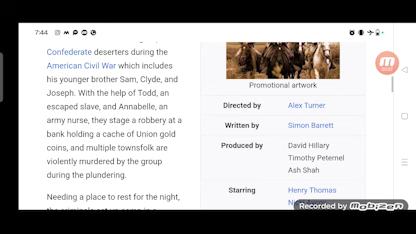 7:44
Confederate deserters during the
American Civil War which includes
his younger brother Sam, Clyde, and
Joseph. With the help of Todd, an
escaped slave, and Annabelle, an
army nurse, they stage a robbery at a
bank holding a cache of Union gold
coins, and multiple townsfolk are
violently murdered by the group
during the plundering.
Needing a place to rest for the night,
Promotional artwork
Directed by Alex Turner
Written by Simon Barrett
Produced by David Hillary
Timothy Peternel
Ash Shah
Starring Henry Thomas
Recorded by Mobizen